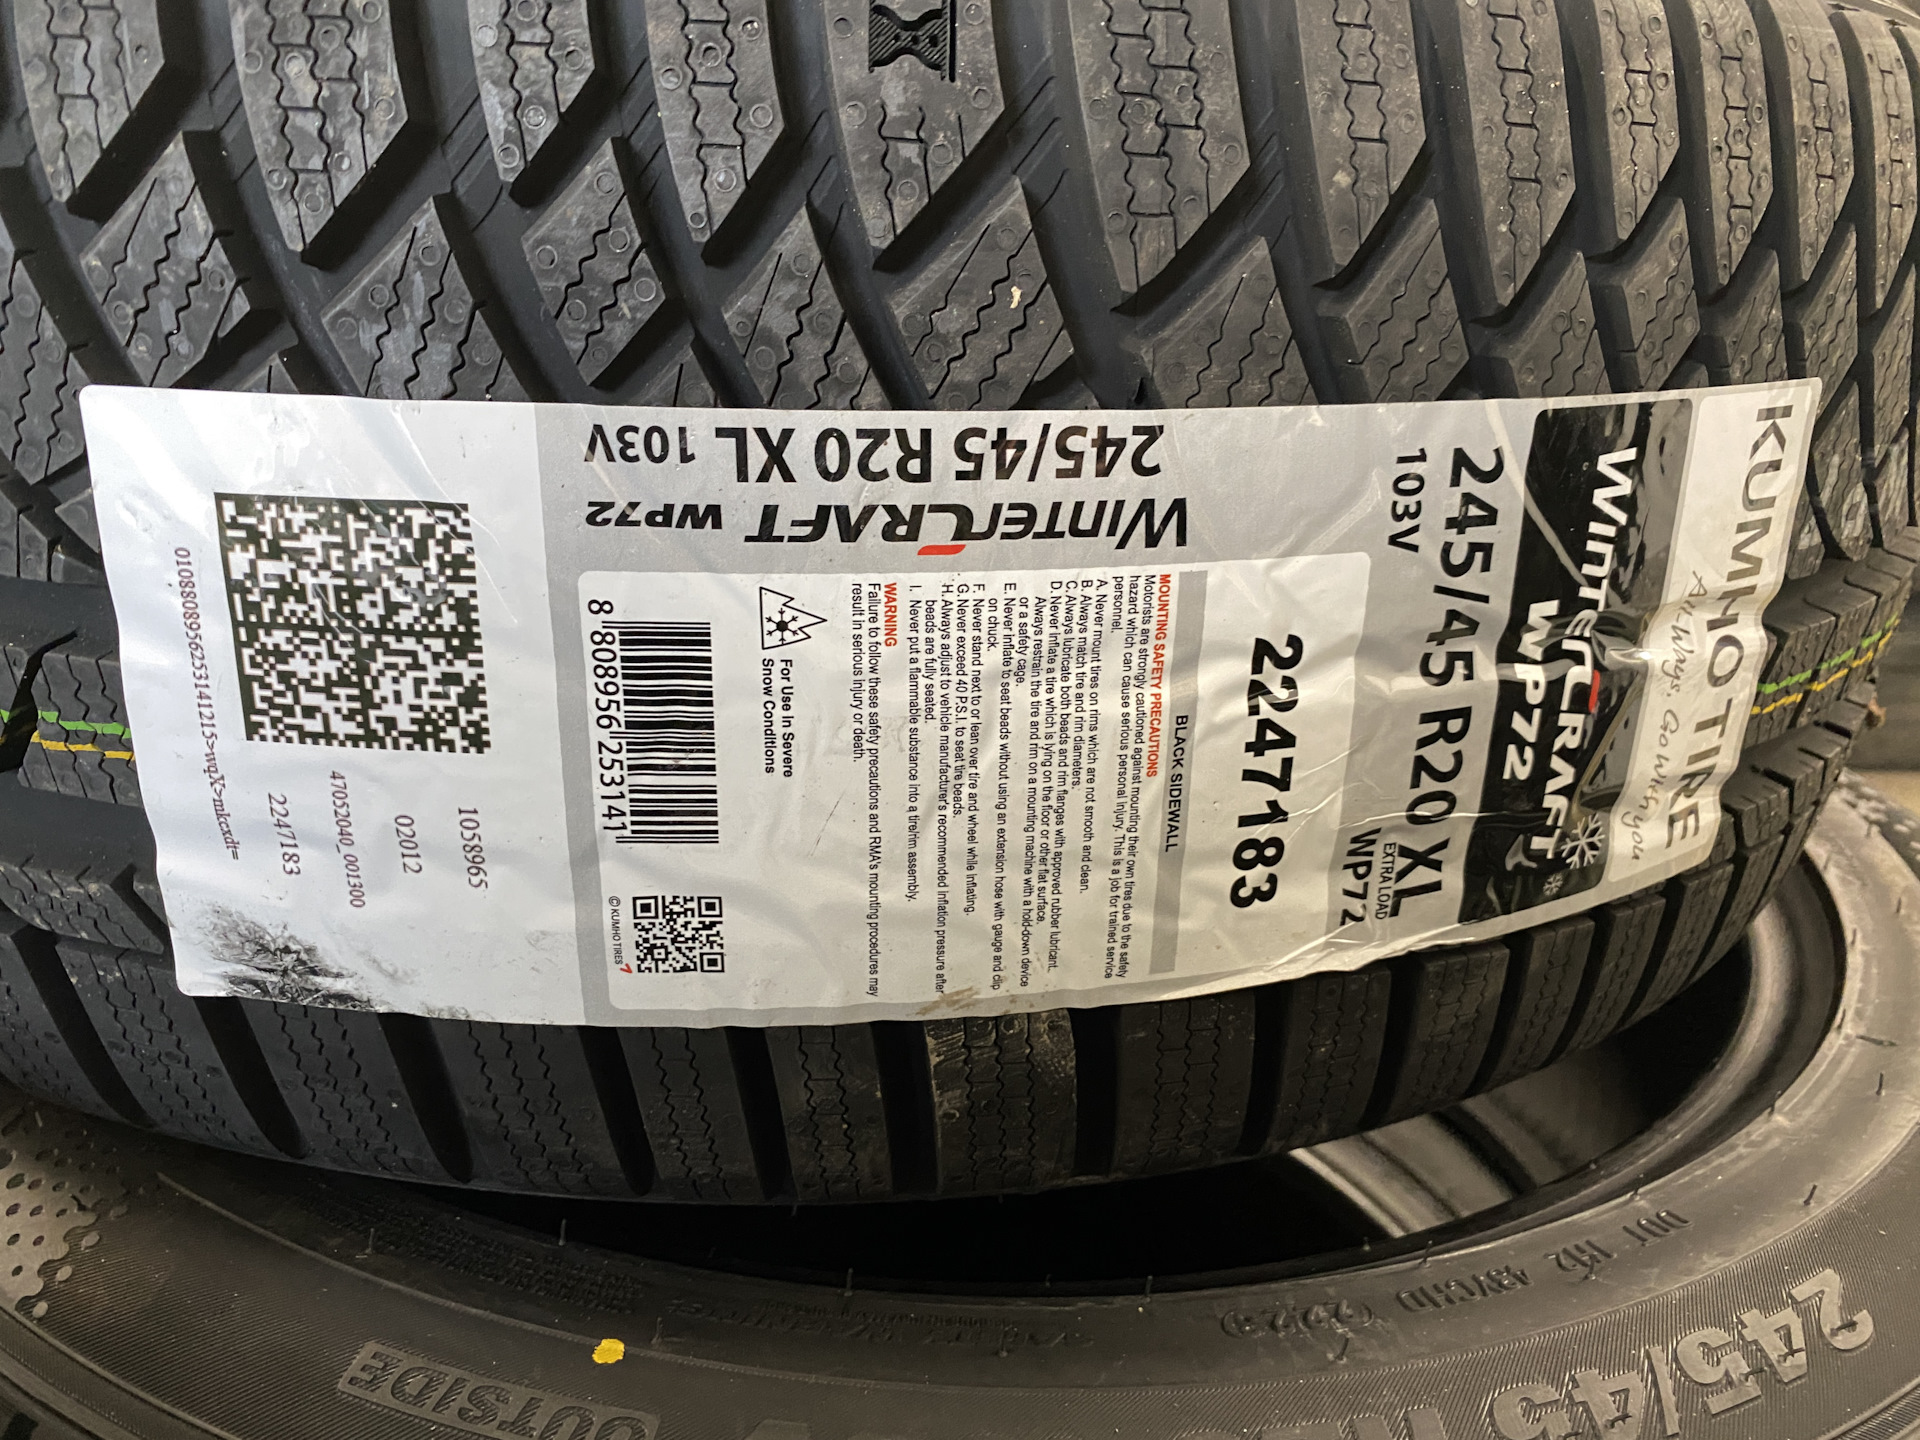 KUMHO TIRE
All-Ways, Go With you
WINTERCRAFT
WP72
245/45 R20 XL
EXTRA LOAD
103V
WP72
2247183
BLACK SIDEWALL
MOUNTING SAFETY PRECAUTIONS
Motorists are strongly cautioned against mounting their own tires due to the safety
hazard which can cause serious personal injury. This is a job for trained service
personnel.
A. Never mount tires on rims which are not smooth and clean.
B. Always match tire and rim diameters.
C. Always lubricate both beads and rim flanges with approved rubber lubricant.
D. Never inflate a tire which is lying on the floor or other flat surface.
Always restrain the tire and rim on a mounting machine with a hold-down device
or a safety cage.
E. Never inflate to seat beads without using an extension hose with gauge and clip
on chuck.
F. Never stand next to or lean over tire and wheel while inflating.
G. Never exceed 40 P.S.I. to seat tire beads.
H. Always adjust to vehicle manufacturer's recommended inflation pressure after
beads are fully seated.
I. Never put a flammable substance into a tire/rim assembly.
WARNING
Failure to follow these safety precautions and RMA's mounting procedures may
result in serious injury or death.
For Use in Severe
Snow Conditions
8 808956 253141
© KUMHO TIRES
WINTERCRAFT WP72
245/45 R20 XL 103V
1058965
02012
47052040_001300
2247183
0108808956253141215>wqX>mkcxdt=
245/45
OUTSIDE